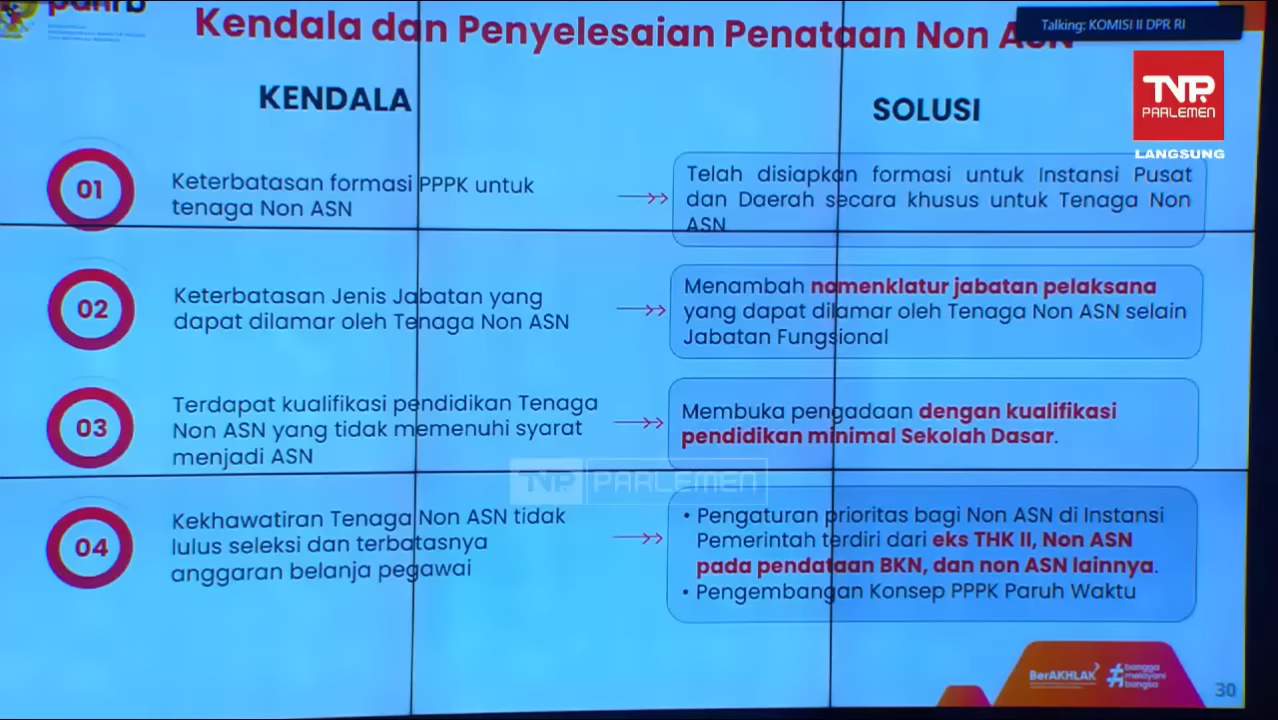 panrb
Kendala dan Penyelesaian Penataan Non ASN
Talking: KOMISI II DPR RI
TVP.
PARLEMEN
LANGSUNG
KENDALA
SOLUSI
01
Keterbatasan formasi PPPK untuk
tenaga Non ASN
Telah disiapkan formasi untuk Instansi Pusat
dan Daerah secara khusus untuk Tenaga Non
ASN
02
Keterbatasan Jenis Jabatan yang
dapat dilamar oleh Tenaga Non ASN
Menambah nomenklatur jabatan pelaksana
yang dapat dilamar oleh Tenaga Non ASN selain
Jabatan Fungsional
03
Terdapat kualifikasi pendidikan Tenaga
Non ASN yang tidak memenuhi syarat
menjadi ASN
Membuka pengadaan dengan kualifikasi
pendidikan minimal Sekolah Dasar.
TVP PARLEMEN
04
Kekhawatiran Tenaga Non ASN tidak
lulus seleksi dan terbatasnya
anggaran belanja pegawai
• Pengaturan prioritas bagi Non ASN di Instansi
Pemerintah terdiri dari eks THK II, Non ASN
pada pendataan BKN, dan non ASN lainnya.
• Pengembangan Konsep PPPK Paruh Waktu
BerAKHLAK
#bangga
melayani
bangsa
30